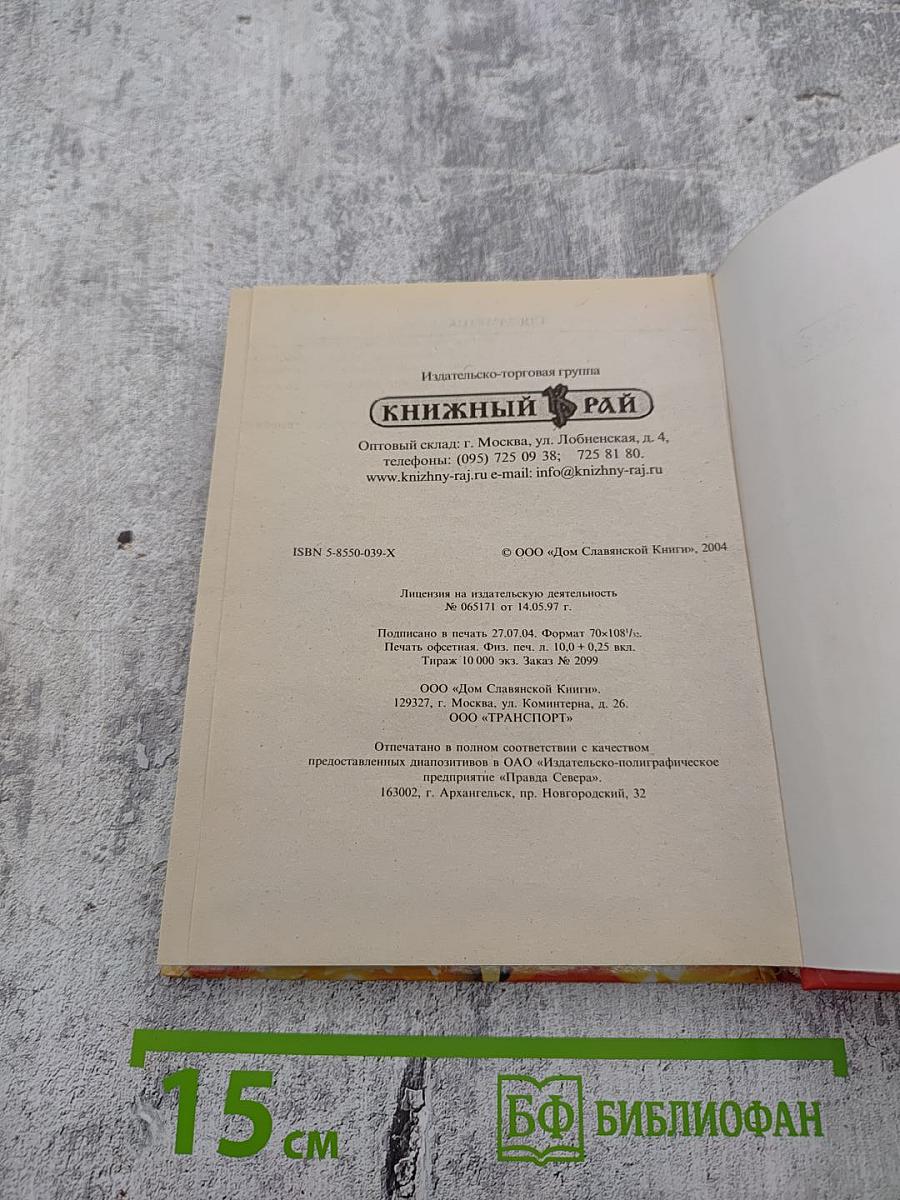 Издательско-торговая группа
КНИЖНЫЙ РАЙ
Оптовый склад: г. Москва, ул. Лобненская, д. 4,
телефоны: (095) 725 09 38; 725 81 80.
www.knizhny-raj.ru e-mail: info@knizhny-raj.ru
ISBN 5-8550-039-X © ООО «Дом Славянской Книги», 2004
Лицензия на издательскую деятельность
№ 065171 от 14.05.97 г.
Подписано в печать 27.07.04. Формат 70×108¹/₃₂.
Печать офсетная. Физ. печ. л. 10,0 + 0,25 вкл.
Тираж 10 000 экз. Заказ № 2099
ООО «Дом Славянской Книги».
129327, г. Москва, ул. Коминтерна, д. 26.
ООО «ТРАНСПОРТ»
Отпечатано в полном соответствии с качеством
предоставленных диапозитивов в ОАО «Издательско-полиграфическое
предприятие «Правда Севера».
163002, г. Архангельск, пр. Новгородский, 32
15 см
БФ БИБЛИОФАН